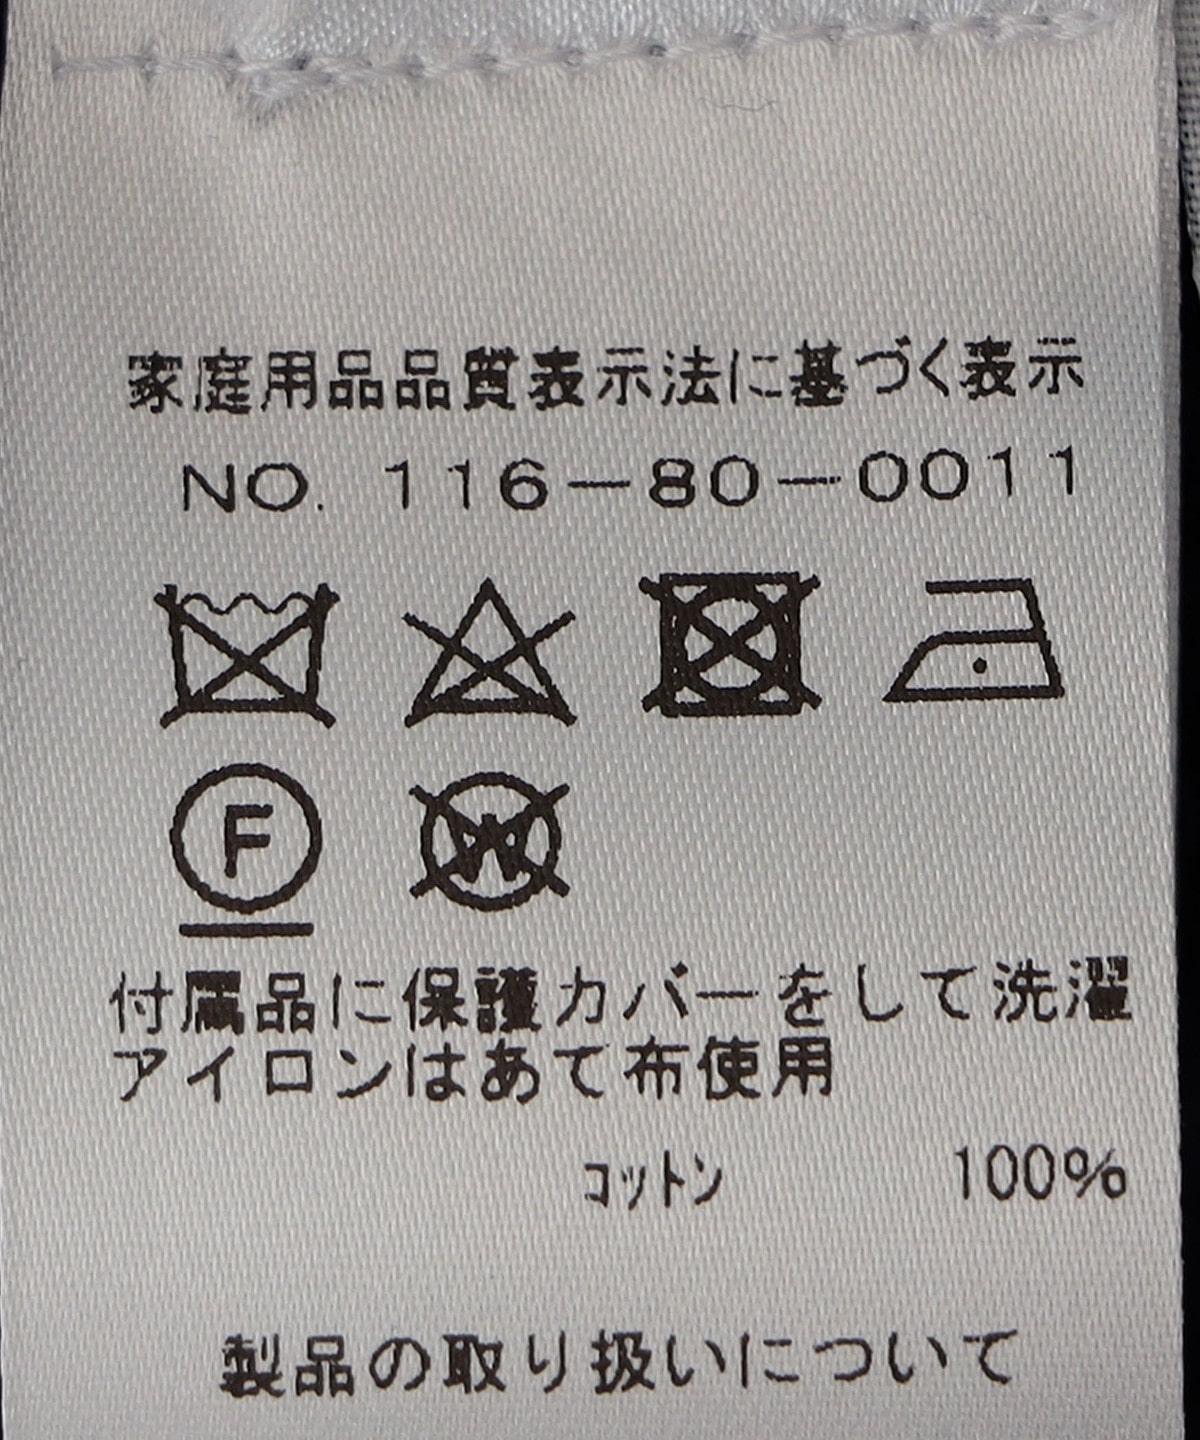 家庭用品品質表示法に基づく表示
NO. 116-80-0011
F W
付属品に保護カバーをして洗濯
アイロンはあて布使用
コットン 100%
製品の取り扱いについて